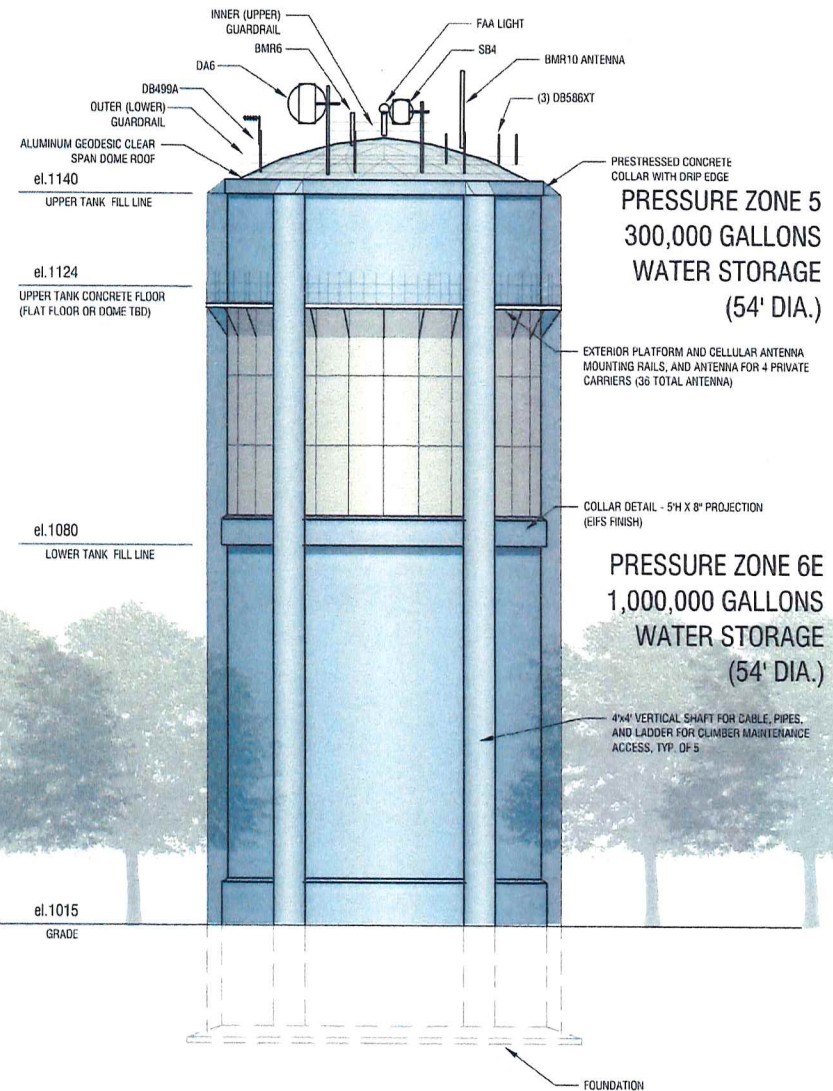 INNER (UPPER)
GUARDRAIL
FAA LIGHT
BMR6
SB4
DA6
BMR10 ANTENNA
DB499A
(3) DB586XT
OUTER (LOWER)
GUARDRAIL
ALUMINUM GEODESIC CLEAR
SPAN DOME ROOF
PRESTRESSED CONCRETE
COLLAR WITH DRIP EDGE
el.1140
UPPER TANK FILL LINE
PRESSURE ZONE 5
300,000 GALLONS
WATER STORAGE
(54' DIA.)
el.1124
UPPER TANK CONCRETE FLOOR
(FLAT FLOOR OR DOME TBD)
EXTERIOR PLATFORM AND CELLULAR ANTENNA
MOUNTING RAILS, AND ANTENNA FOR 4 PRIVATE
CARRIERS (36 TOTAL ANTENNA)
COLLAR DETAIL - 5'H X 8" PROJECTION
(EIFS FINISH)
el.1080
LOWER TANK FILL LINE
PRESSURE ZONE 6E
1,000,000 GALLONS
WATER STORAGE
(54' DIA.)
4'x4' VERTICAL SHAFT FOR CABLE, PIPES,
AND LADDER FOR CLIMBER MAINTENANCE
ACCESS, TYP. OF 5
el.1015
GRADE
FOUNDATION